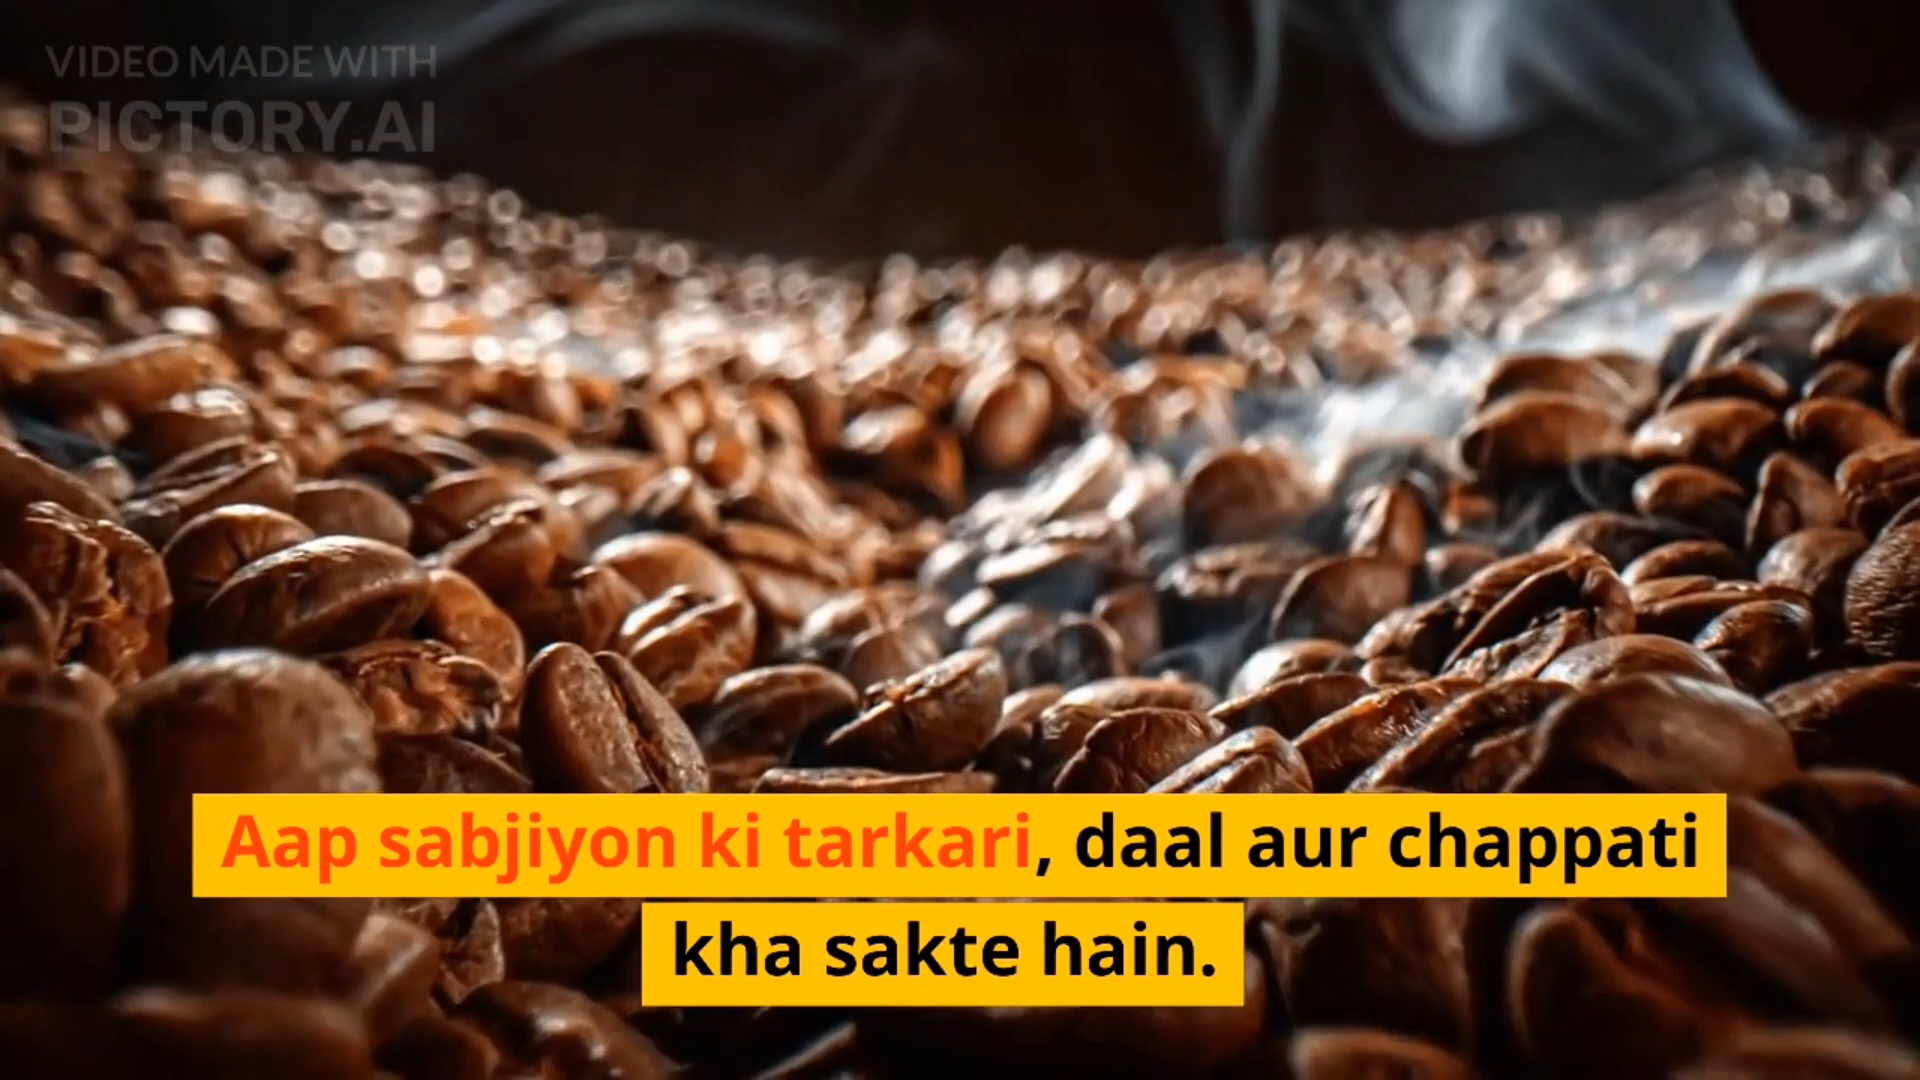 VIDEO MADE WITH
PICTORY.AI
Aap sabjiyon ki tarkari, daal aur chappati
kha sakte hain.